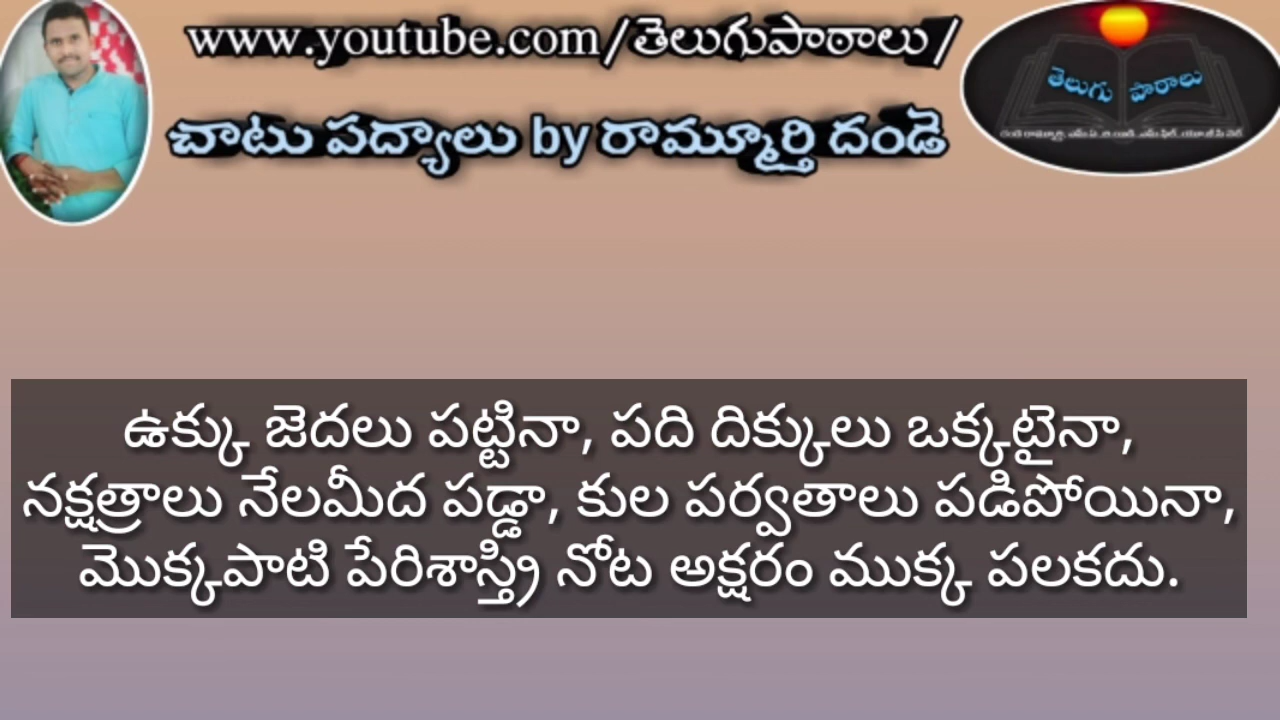 www.youtube.com/తెలుగుపాఠాలు/
చాటు పద్యాలు by రామ్మూర్తి దండె
తెలుగు పాఠాలు
ఉక్కు జెదలు పట్టినా, పది దిక్కులు ఒక్కటైనా,
నక్షత్రాలు నేలమీద పడ్డా, కుల పర్వతాలు పడిపోయినా,
మొక్కపాటి పేరిశాస్త్రి నోట అక్షరం ముక్క పలకదు.